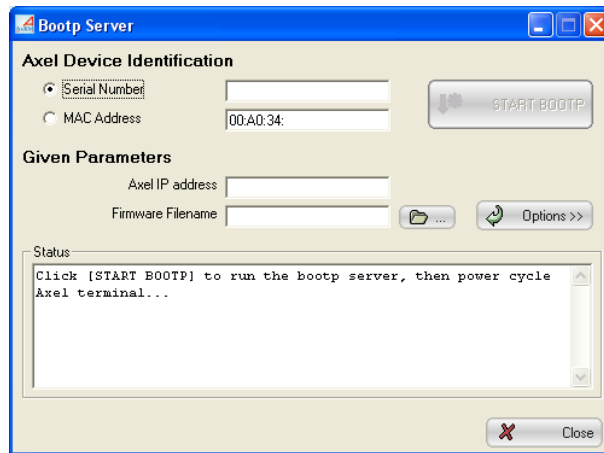 Bootp Server
Axel Device Identification
Serial Number
START BOOTP
MAC Address 00:A0:34:
Given Parameters
Axel IP address
Firmware Filename ... Options >>
Status
Click [START BOOTP] to run the bootp server, then power cycle
Axel terminal...
Close